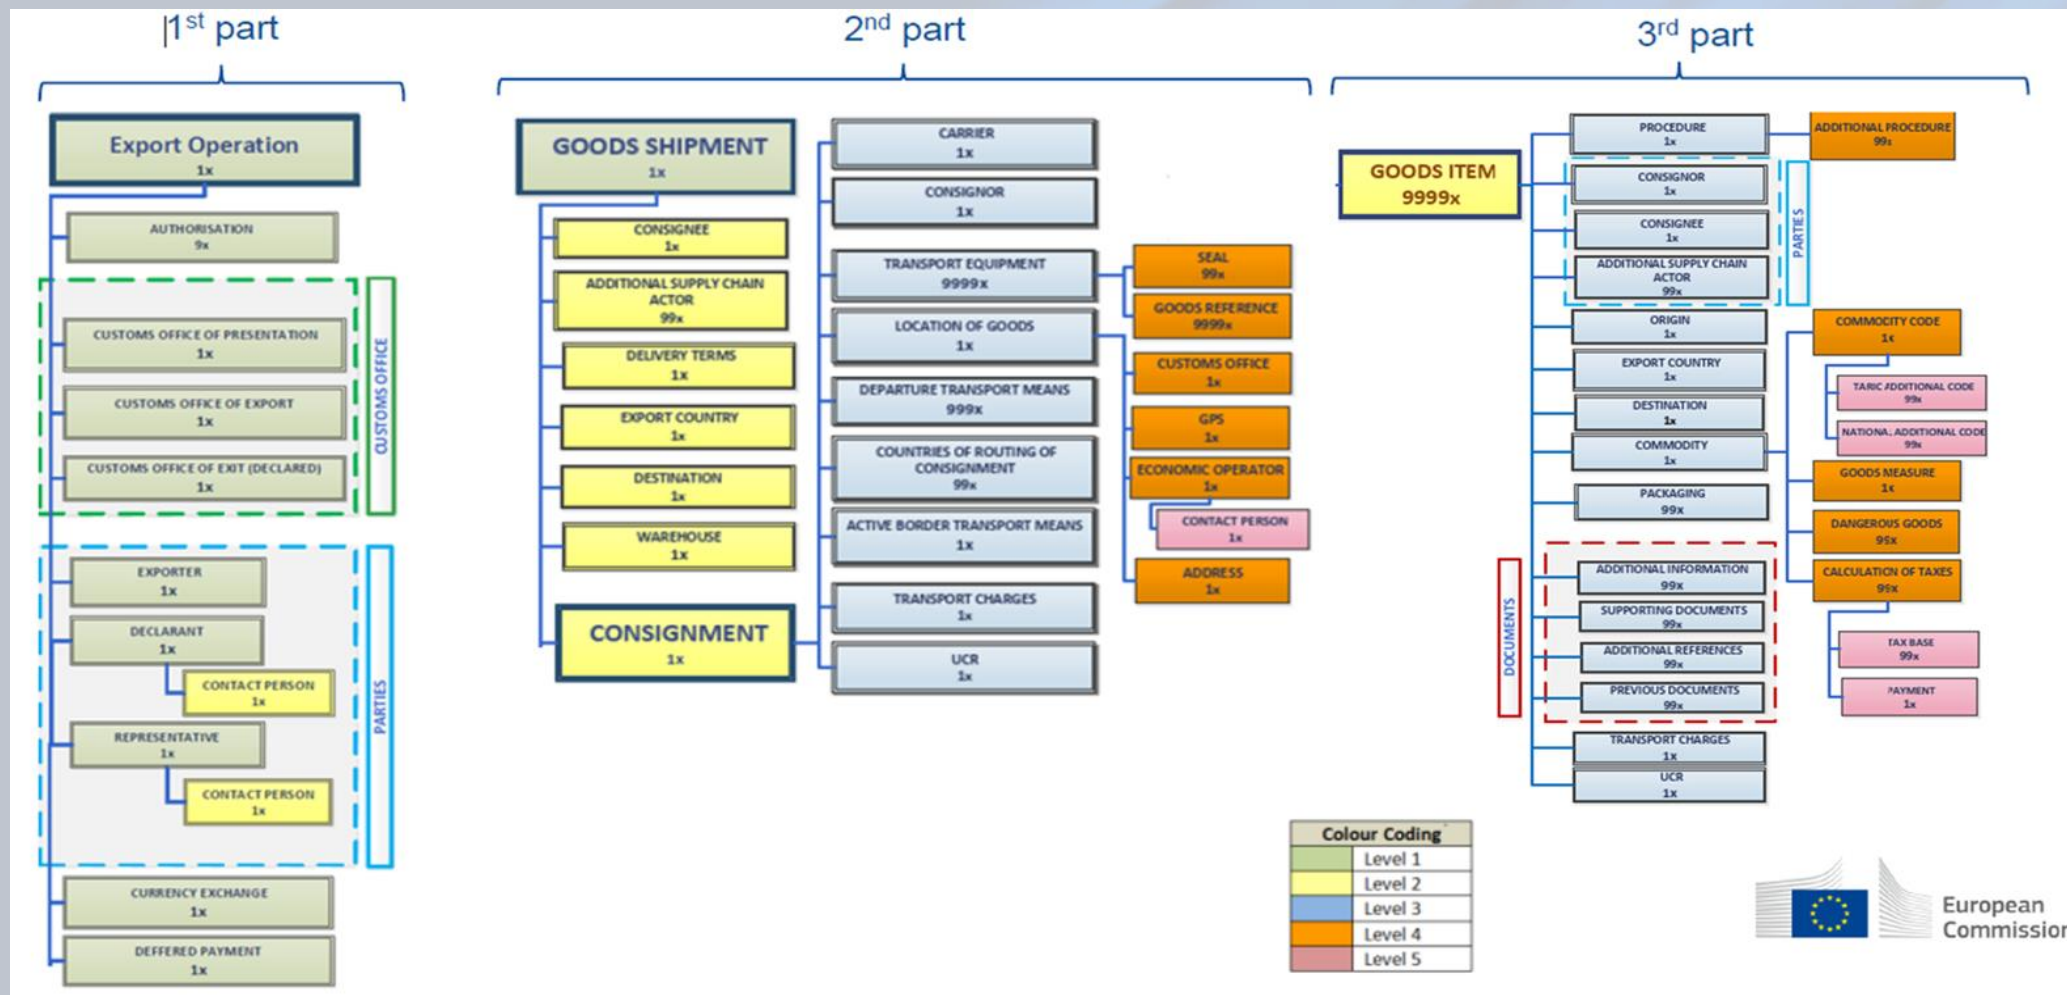 1st part
Export Operation
1x
AUTHORISATION
9x
CUSTOMS OFFICE OF PRESENTATION
1x
CUSTOMS OFFICE OF EXPORT
1x
CUSTOMS OFFICE OF EXIT (DECLARED)
1x
CUSTOMS OFFICE
EXPORTER
1x
DECLARANT
1x
CONTACT PERSON
1x
REPRESENTATIVE
1x
CONTACT PERSON
1x
PARTIES
CURRENCY EXCHANGE
1x
DEFFERED PAYMENT
1x
2nd part
GOODS SHIPMENT
1x
CONSIGNEE
1x
ADDITIONAL SUPPLY CHAIN
ACTOR
99x
DELIVERY TERMS
1x
EXPORT COUNTRY
1x
DESTINATION
1x
WAREHOUSE
1x
CONSIGNMENT
1x
CARRIER
1x
CONSIGNOR
1x
TRANSPORT EQUIPMENT
9999x
LOCATION OF GOODS
1x
DEPARTURE TRANSPORT MEANS
999x
COUNTRIES OF ROUTING OF
CONSIGNMENT
99x
ACTIVE BORDER TRANSPORT MEANS
1x
TRANSPORT CHARGES
1x
UCR
1x
SEAL
99x
GOODS REFERENCE
9999x
CUSTOMS OFFICE
1x
GPS
1x
ECONOMIC OPERATOR
1x
CONTACT PERSON
1x
ADDRESS
1x
3rd part
GOODS ITEM
9999x
PROCEDURE
1x
ADDITIONAL PROCEDURE
99x
CONSIGNOR
1x
CONSIGNEE
1x
ADDITIONAL SUPPLY CHAIN
ACTOR
99x
PARTIES
ORIGIN
1x
EXPORT COUNTRY
1x
DESTINATION
1x
COMMODITY
1x
PACKAGING
99x
DOCUMENTS
ADDITIONAL INFORMATION
99x
SUPPORTING DOCUMENTS
99x
ADDITIONAL REFERENCES
99x
PREVIOUS DOCUMENTS
99x
TRANSPORT CHARGES
1x
UCR
1x
COMMODITY CODE
1x
TARIC ADDITIONAL CODE
99x
NATIONAL ADDITIONAL CODE
99x
GOODS MEASURE
1x
DANGEROUS GOODS
99x
CALCULATION OF TAXES
99x
TAX BASE
99x
PAYMENT
1x
Colour Coding
Level 1
Level 2
Level 3
Level 4
Level 5
European
Commission